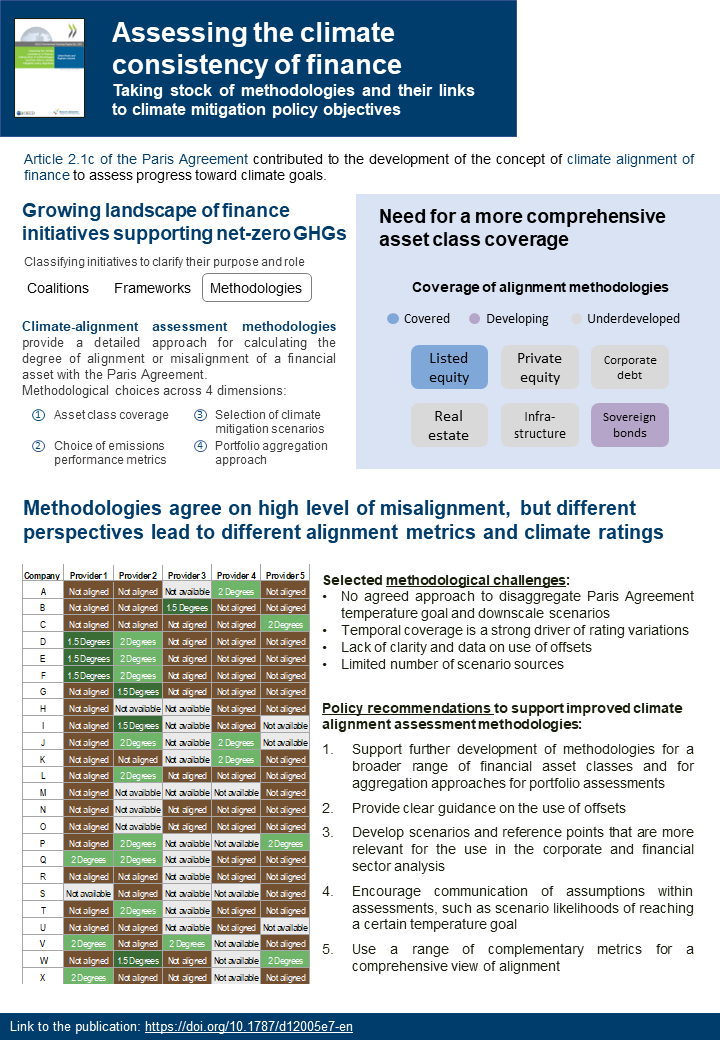 Assessing the climate
consistency of finance
Taking stock of methodologies and their links
to climate mitigation policy objectives
Article 2.1c of the Paris Agreement contributed to the development of the concept of climate alignment of
finance to assess progress toward climate goals.
Growing landscape of finance
initiatives supporting net-zero GHGs
Classifying initiatives to clarify their purpose and role
Coalitions Frameworks Methodologies
Climate-alignment assessment methodologies
provide a detailed approach for calculating the
degree of alignment or misalignment of a financial
asset with the Paris Agreement.
Methodological choices across 4 dimensions:
1 Asset class coverage
2 Choice of emissions
performance metrics
3 Selection of climate
mitigation scenarios
4 Portfolio aggregation
approach
Need for a more comprehensive
asset class coverage
Coverage of alignment methodologies
Covered Developing Underdeveloped
Listed
equity
Private
equity
Corporate
debt
Real
estate
Infra-
structure
Sovereign
bonds
Methodologies agree on high level of misalignment, but different
perspectives lead to different alignment metrics and climate ratings
Company Provider 1 Provider 2 Provider 3 Provider 4 Provider 5
A Not aligned Not aligned Not available 2 Degrees Not aligned
B Not aligned Not aligned 1.5 Degrees Not aligned Not aligned
C Not aligned Not aligned Not aligned Not aligned 2 Degrees
D 1.5 Degrees 2 Degrees Not aligned Not aligned Not aligned
E 1.5 Degrees 2 Degrees Not aligned Not aligned Not aligned
F 1.5 Degrees 2 Degrees Not aligned Not aligned Not aligned
G Not aligned 1.5 Degrees Not aligned Not aligned Not aligned
H Not aligned Not available Not available Not aligned Not aligned
I Not aligned 1.5 Degrees Not available Not aligned Not available
J Not aligned 2 Degrees Not available 2 Degrees Not available
K Not aligned Not aligned Not available 2 Degrees Not aligned
L Not aligned 2 Degrees Not aligned Not aligned Not aligned
M Not aligned Not available Not available Not available Not aligned
N Not aligned Not available Not aligned Not aligned Not aligned
O Not aligned Not available Not aligned Not aligned Not aligned
P Not aligned 2 Degrees Not available Not available 2 Degrees
Q 2 Degrees 2 Degrees Not available Not aligned Not aligned
R Not aligned Not aligned Not available Not aligned Not aligned
S Not available Not aligned Not available Not available Not aligned
T Not aligned 2 Degrees Not available Not aligned Not aligned
U Not aligned Not aligned Not available Not aligned Not available
V 2 Degrees Not aligned 2 Degrees Not available Not aligned
W Not aligned 1.5 Degrees Not aligned Not available 2 Degrees
X 2 Degrees Not aligned Not aligned Not available Not aligned
Selected methodological challenges:
• No agreed approach to disaggregate Paris Agreement
temperature goal and downscale scenarios
• Temporal coverage is a strong driver of rating variations
• Lack of clarity and data on use of offsets
• Limited number of scenario sources
Policy recommendations to support improved climate
alignment assessment methodologies:
1. Support further development of methodologies for a
broader range of financial asset classes and for
aggregation approaches for portfolio assessments
2. Provide clear guidance on the use of offsets
3. Develop scenarios and reference points that are more
relevant for the use in the corporate and financial
sector analysis
4. Encourage communication of assumptions within
assessments, such as scenario likelihoods of reaching
a certain temperature goal
5. Use a range of complementary metrics for a
comprehensive view of alignment
Link to the publication: https://doi.org/10.1787/d12005e7-en